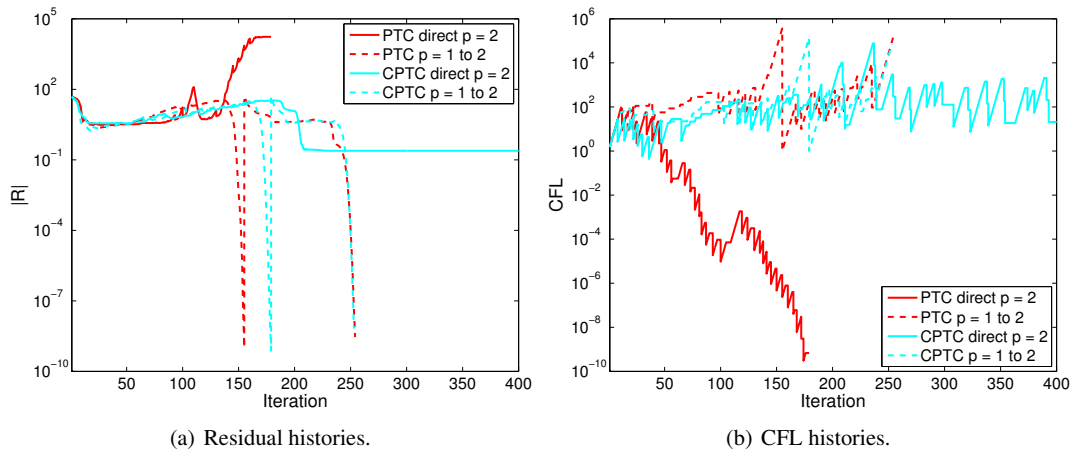 10^5
10^0
10^-1
10^-4
10^-7
10^-10
|R|
50 100 150 200 250 300 350 400
Iteration
PTC direct p = 2
PTC p = 1 to 2
CPTC direct p = 2
CPTC p = 1 to 2
(a) Residual histories.
10^6
10^4
10^2
10^0
10^-2
10^-4
10^-6
10^-8
10^-10
CFL
50 100 150 200 250 300 350 400
Iteration
PTC direct p = 2
PTC p = 1 to 2
CPTC direct p = 2
CPTC p = 1 to 2
(b) CFL histories.